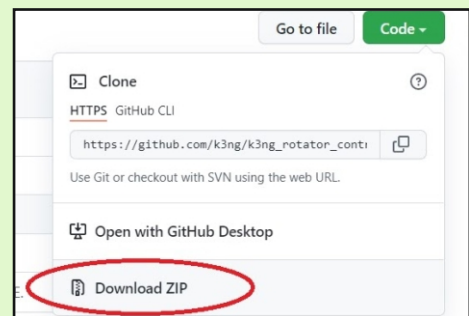 Go to file
Code
Clone
HTTPS GitHub CLI
https://github.com/k3ng/k3ng_rotator_cont
Use Git or checkout with SVN using the web URL.
Open with GitHub Desktop
Download ZIP
E.